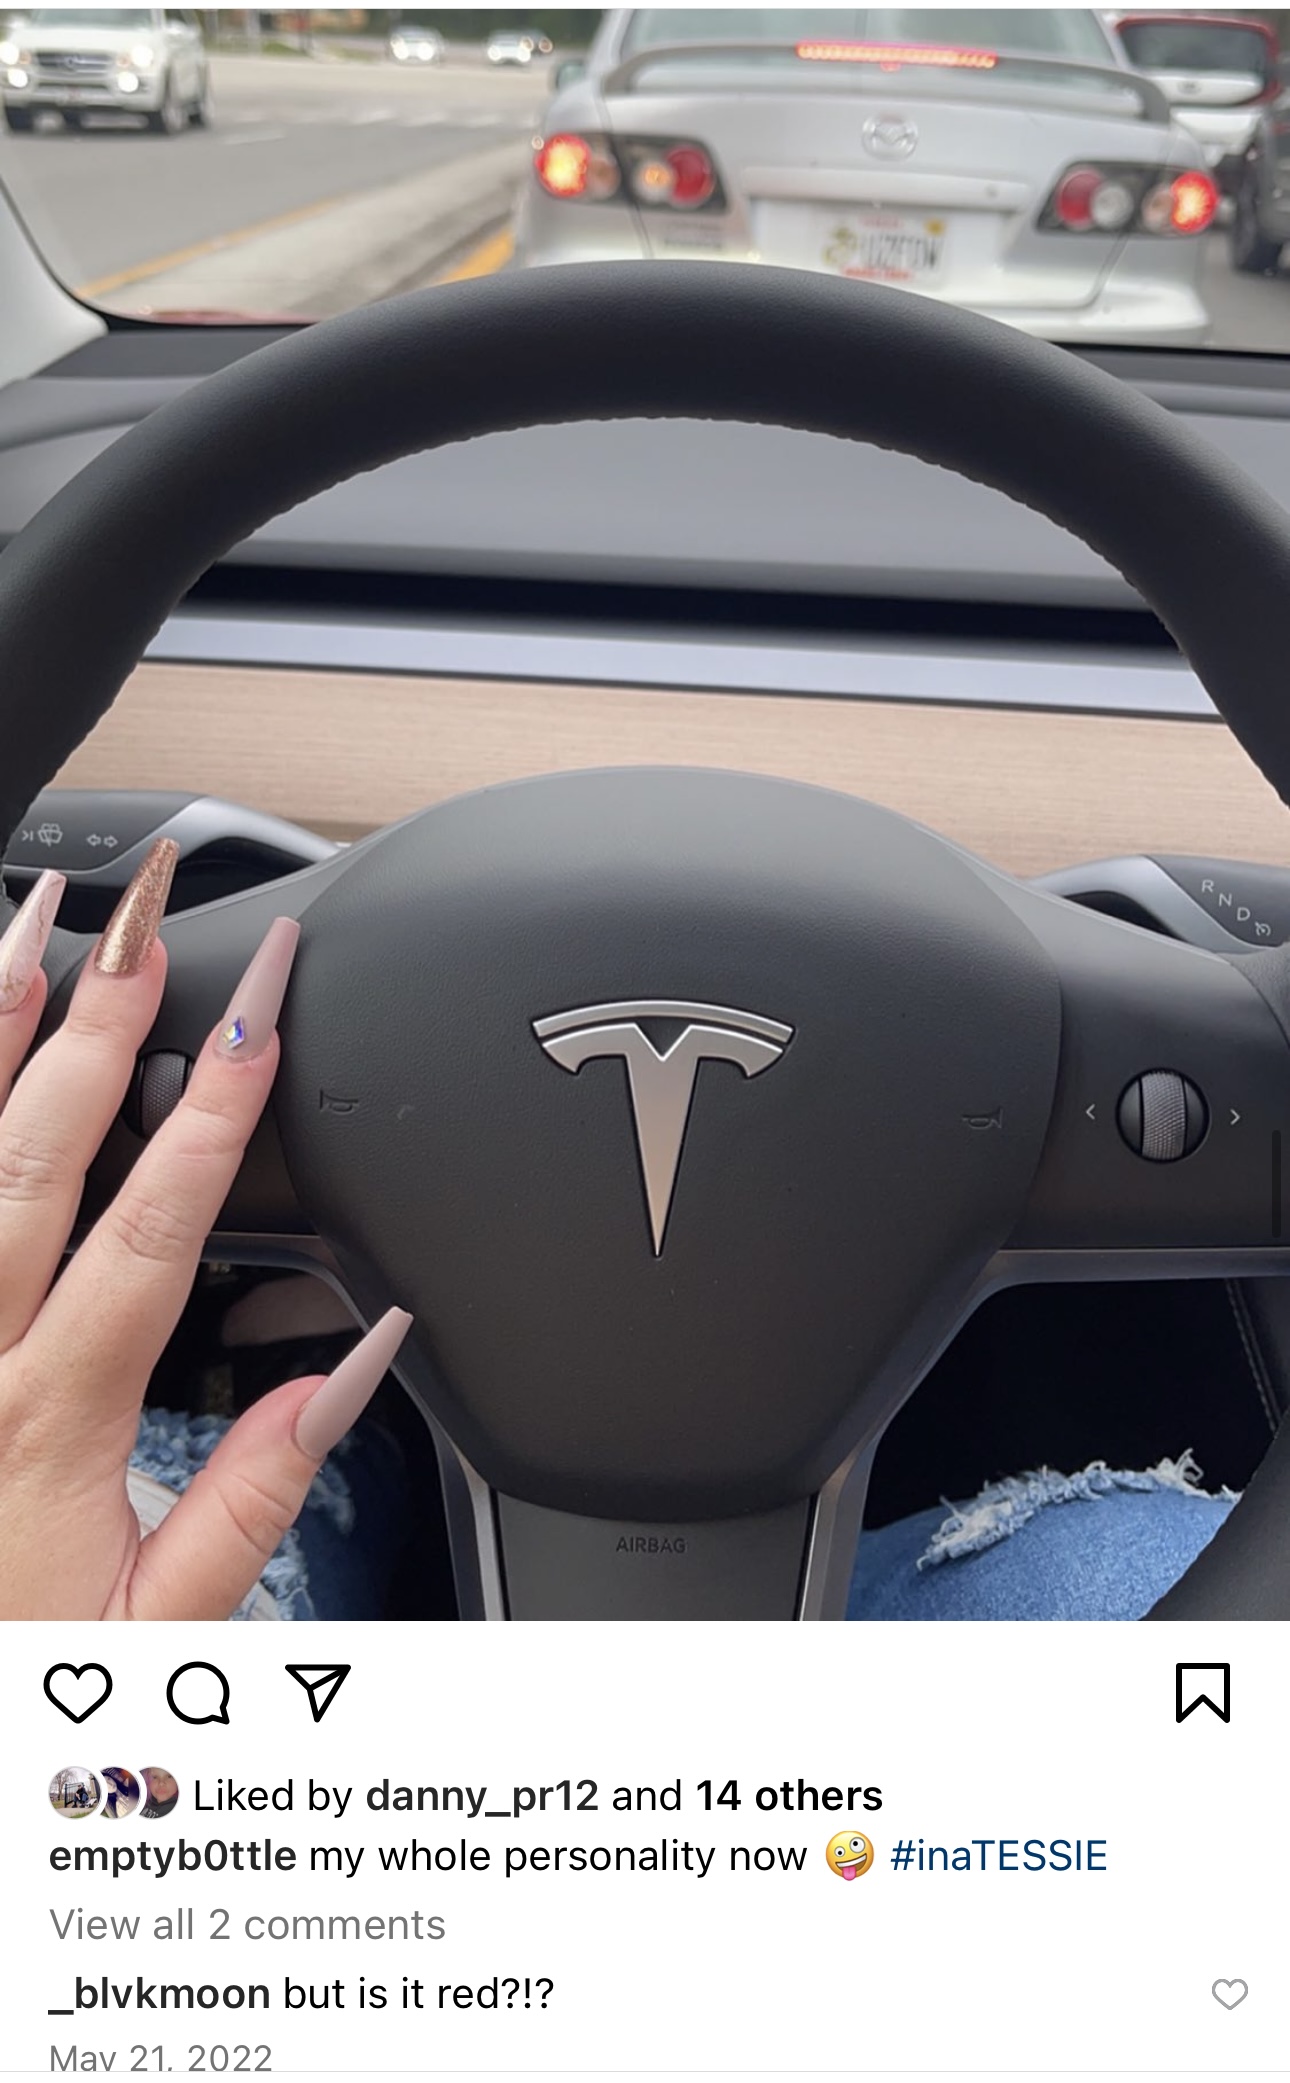 R
N
D
AIRBAG
Liked by danny_pr12 and 14 others
emptyb0ttle my whole personality now 🤪 #inaTESSIE
View all 2 comments
_blvkmoon but is it red?!?
May 21, 2022